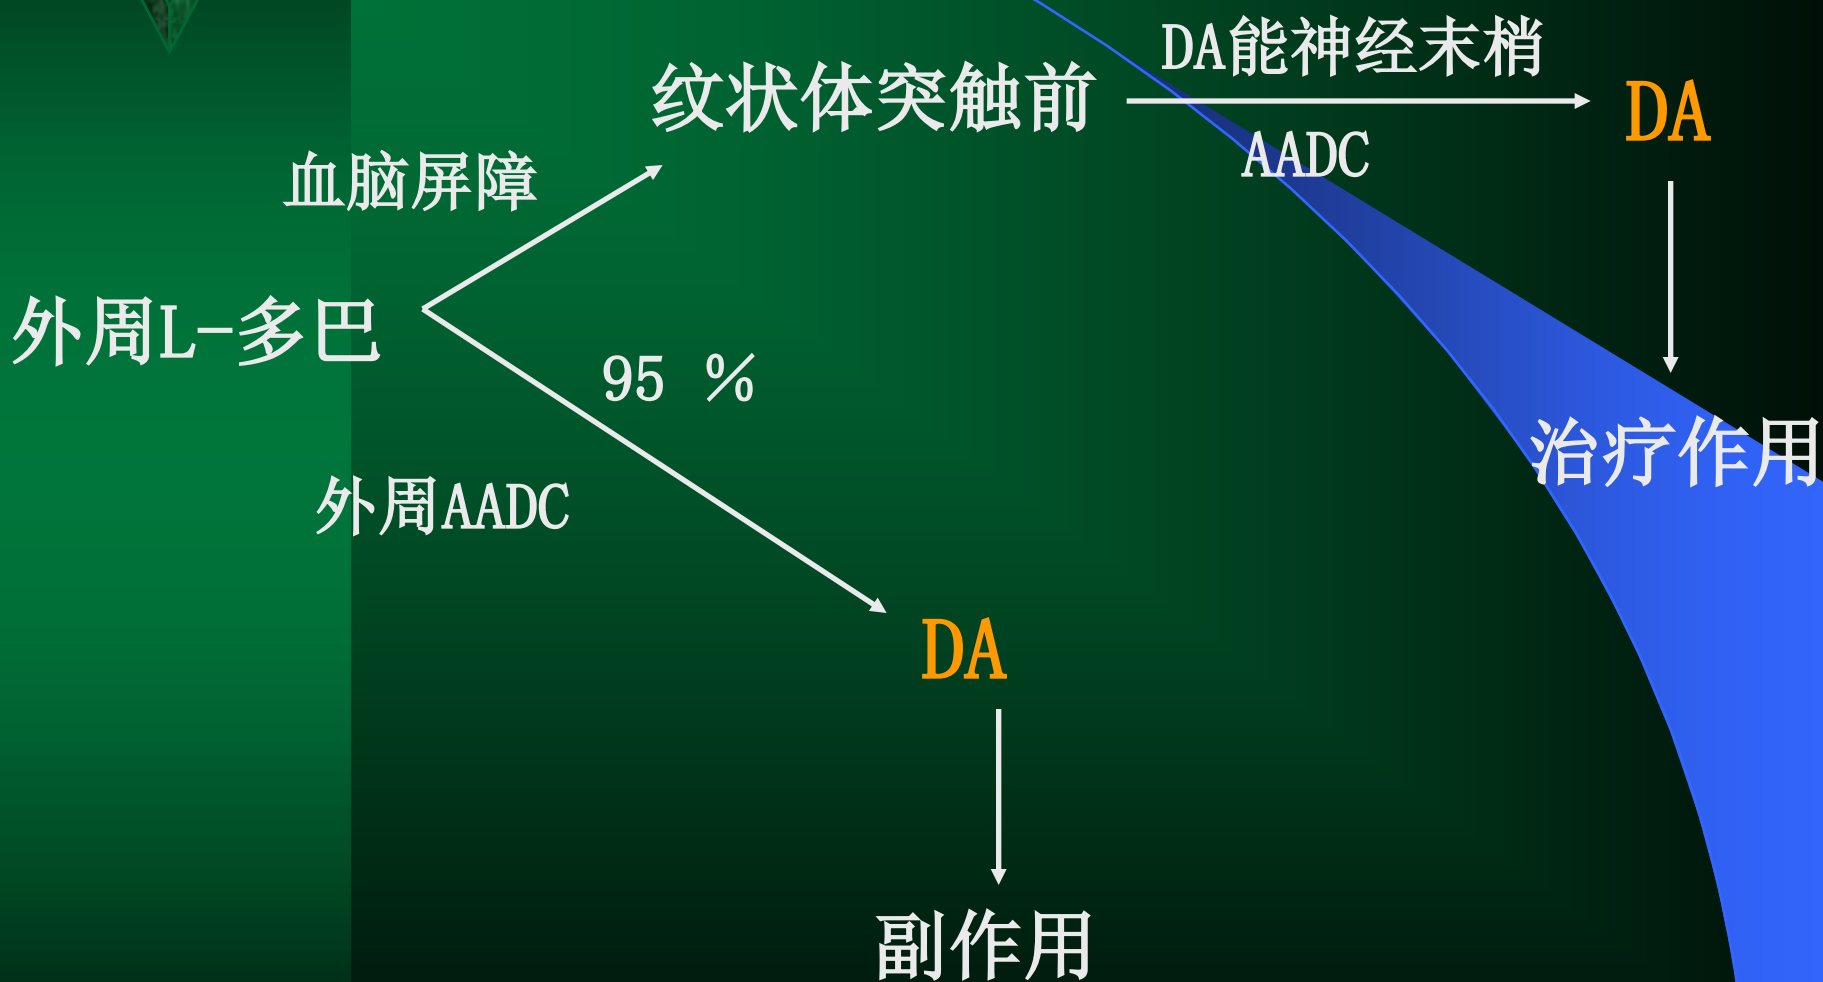 DA能神经末梢
纹状体突触前
DA
AADC
血脑屏障
外周L-多巴
95 %
治疗作用
外周AADC
DA
副作用